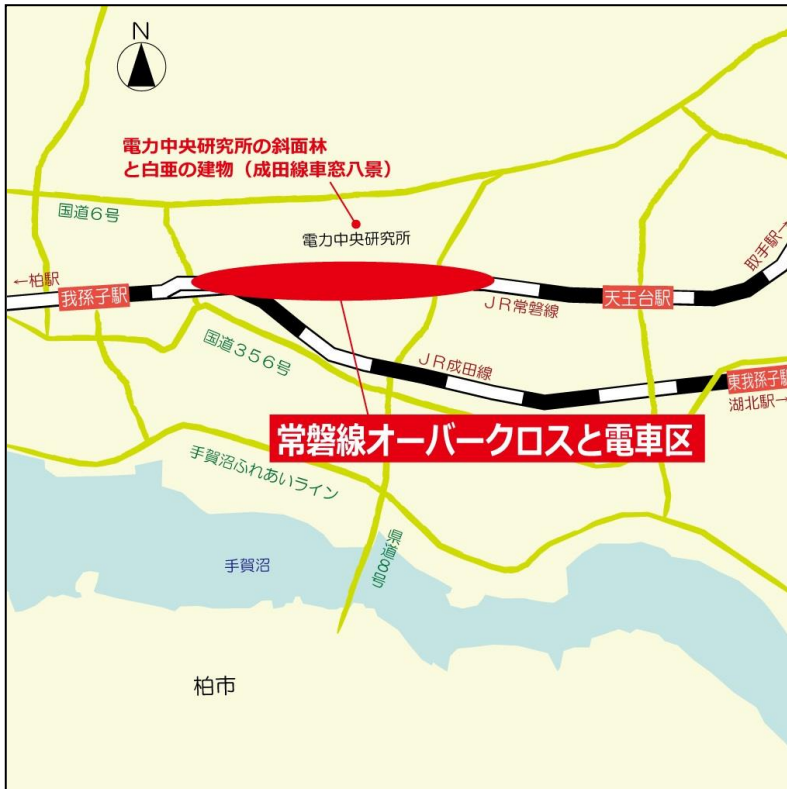 N
電力中央研究所の斜面林
と白亜の建物（成田線車窓八景）
国道6号
電力中央研究所
取手駅→
←柏駅
我孫子駅
ＪＲ常磐線
天王台駅
国道３５６号
ＪＲ成田線
東我孫子駅
湖北駅→
常磐線オーバークロスと電車区
手賀沼ふれあいライン
県道8号
手賀沼
柏市